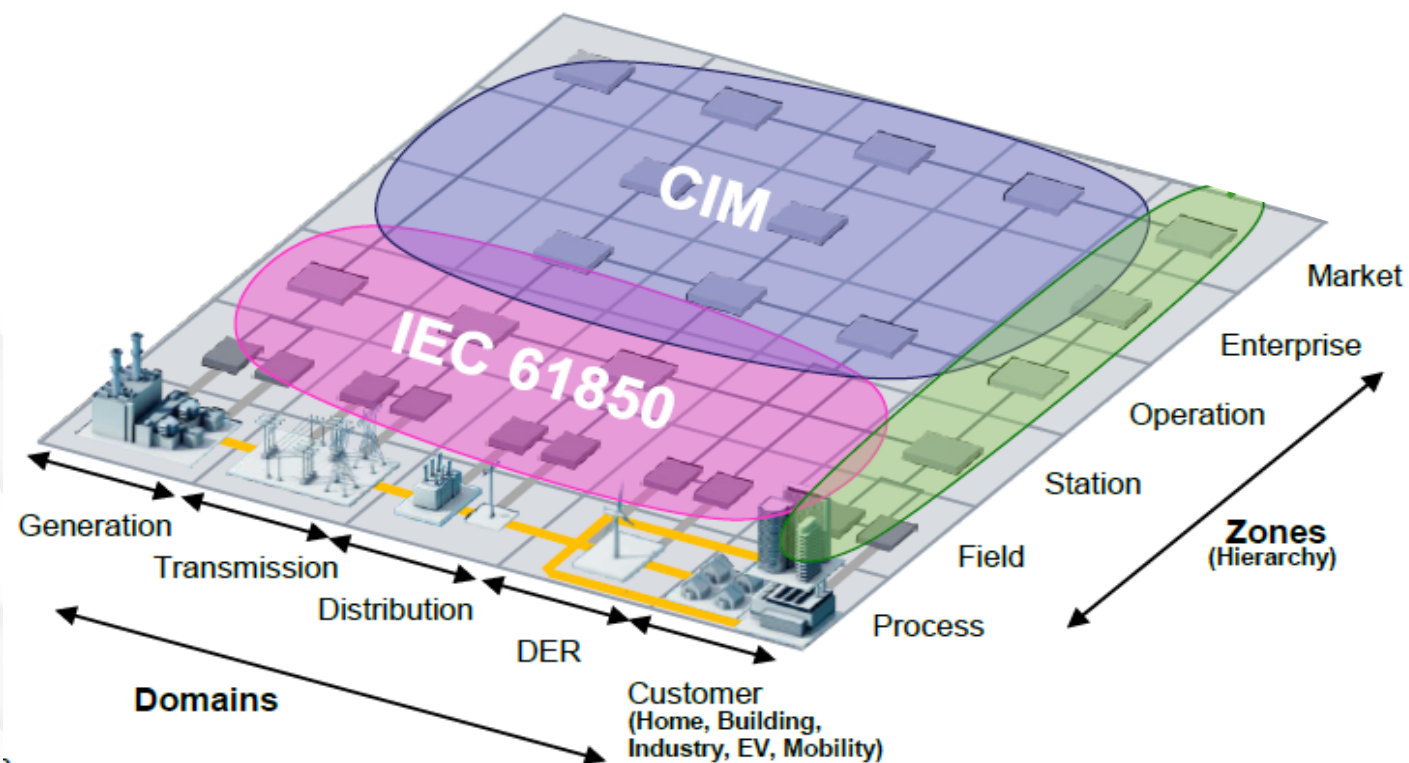 CIM
IEC 61850
Market
Enterprise
Operation
Station
Field
Process
Zones
(Hierarchy)
Generation
Transmission
Distribution
DER
Customer
(Home, Building,
Industry, EV, Mobility)
Domains